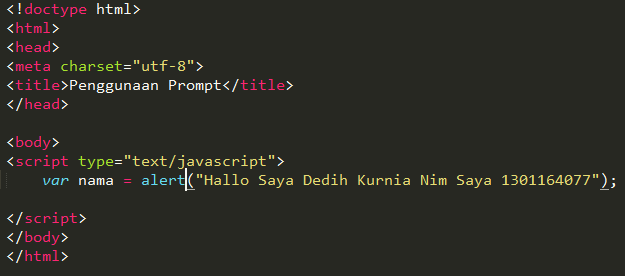 <!doctype html>
<html>
<head>
<meta charset="utf-8">
<title>Penggunaan Prompt</title>
</head>
<body>
<script type="text/javascript">
var nama = alert("Hallo Saya Dedih Kurnia Nim Saya 1301164077");
</script>
</body>
</html>